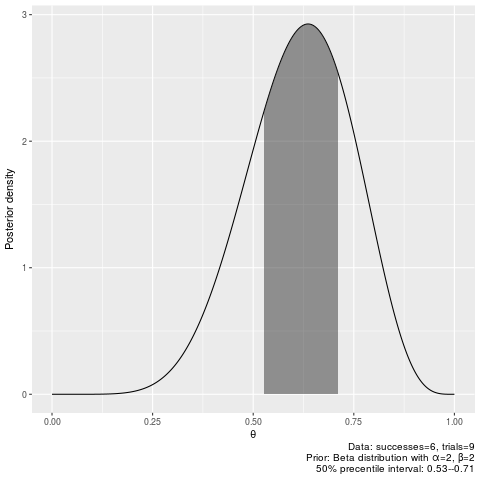 3
2
1
0
Posterior density
0.00 0.25 0.50 0.75 1.00
θ
Data: successes=6, trials=9
Prior: Beta distribution with α=2, β=2
50% precentile interval: 0.53–0.71